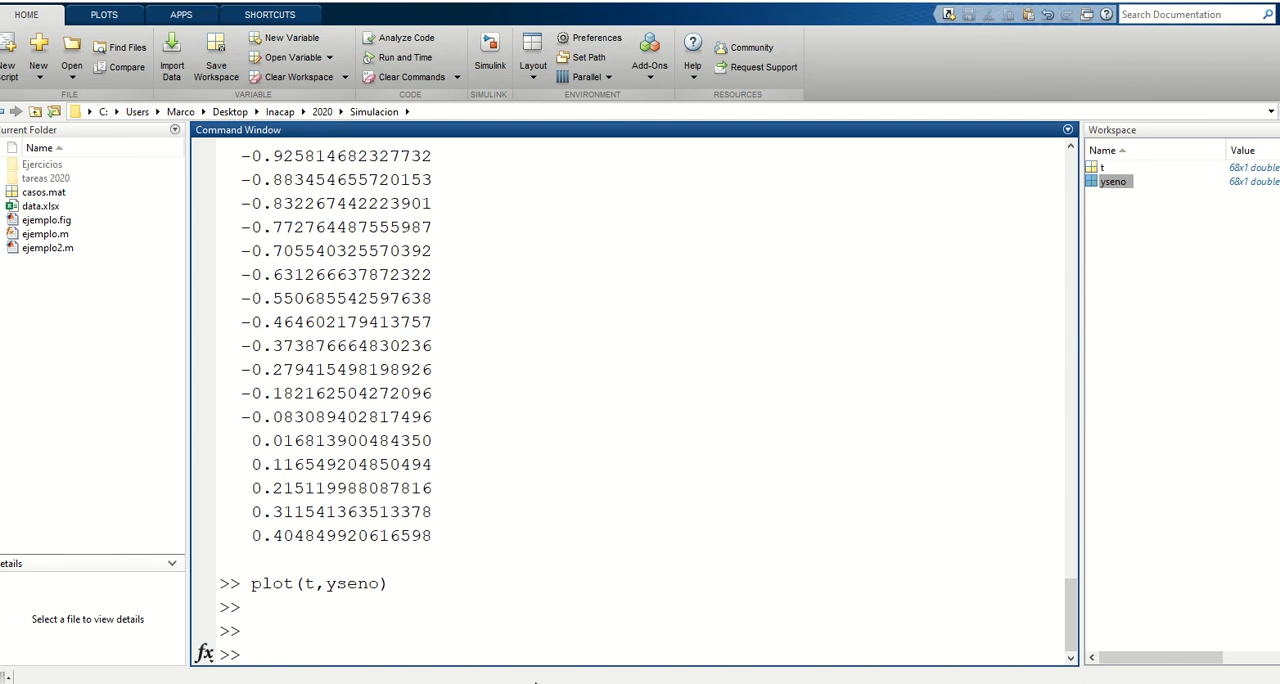 HOME PLOTS APPS SHORTCUTS Search Documentation
New Variable Analyze Code Preferences Community
Find Files Open Variable Run and Time Set Path Request Support
Compare Clear Workspace Clear Commands Parallel
New Script New Open Import Data Save Workspace Simulink Layout Add-Ons Help
FILE VARIABLE CODE SIMULINK ENVIRONMENT RESOURCES
C: Users Marco Desktop Inacap 2020 Simulacion
urrent Folder
Name
Ejercicios
tareas 2020
casos.mat
data.xlsx
ejemplo.fig
ejemplo.m
ejemplo2.m
etails
Select a file to view details
Command Window
-0.925814682327732
-0.883454655720153
-0.832267442223901
-0.772764487555987
-0.705540325570392
-0.631266637872322
-0.550685542597638
-0.464602179413757
-0.373876664830236
-0.279415498198926
-0.182162504272096
-0.083089402817496
0.016813900484350
0.116549204850494
0.215119988087816
0.311541363513378
0.404849920616598
>> plot(t,yseno)
>>
>>
fx >>
Workspace
Name Value
t 68x1 double
yseno 68x1 double